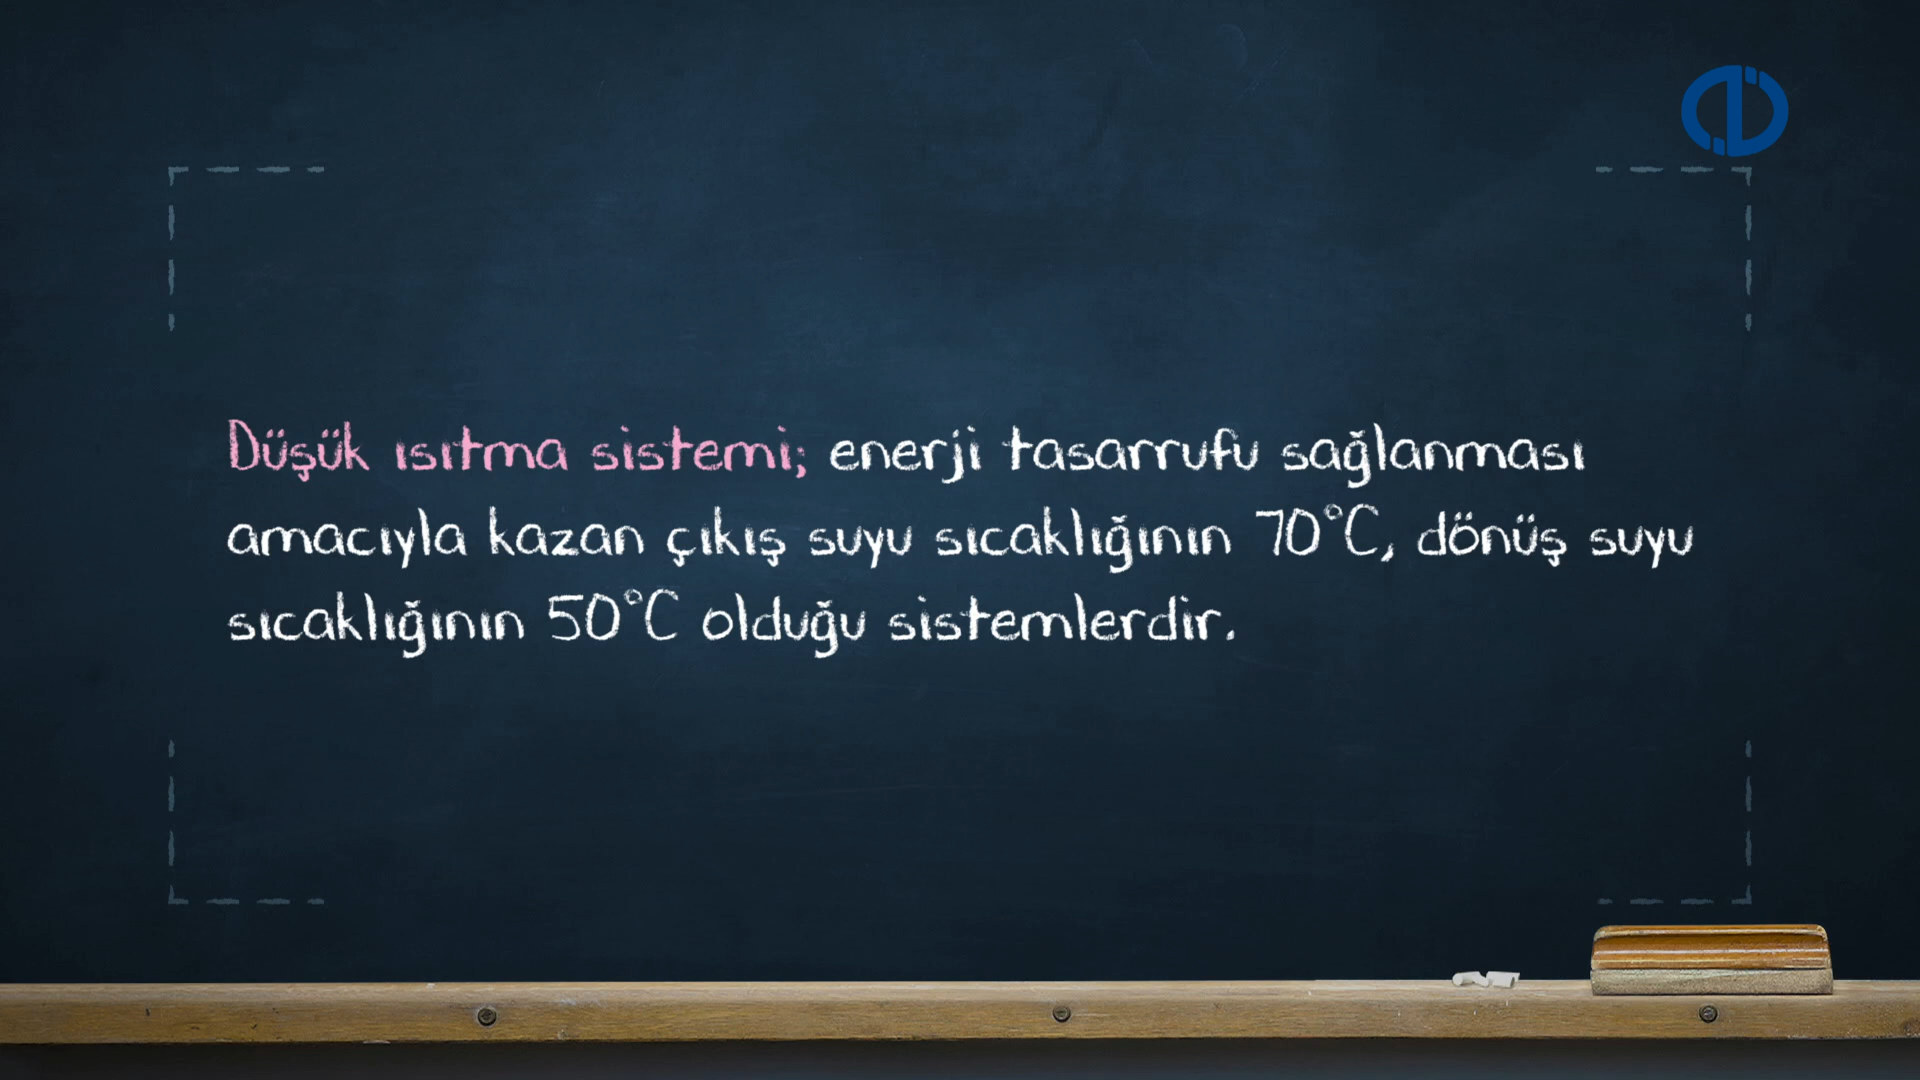 Düşük ısıtma sistemi; enerji tasarrufu sağlanması
amacıyla kazan çıkış suyu sıcaklığının 70°C, dönüş suyu
sıcaklığının 50°C olduğu sistemlerdir.